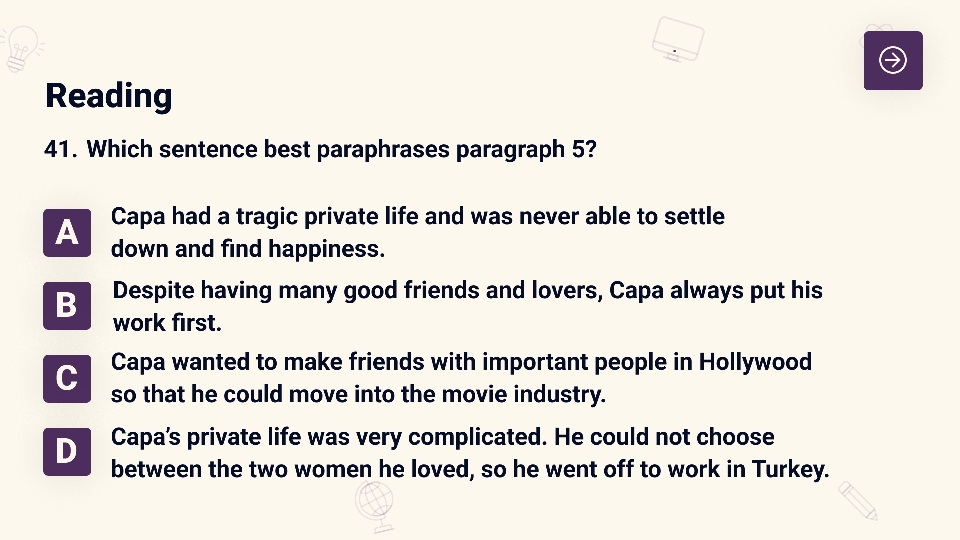 Reading
41. Which sentence best paraphrases paragraph 5?
A
Capa had a tragic private life and was never able to settle
down and find happiness.
B
Despite having many good friends and lovers, Capa always put his
work first.
C
Capa wanted to make friends with important people in Hollywood
so that he could move into the movie industry.
D
Capa’s private life was very complicated. He could not choose
between the two women he loved, so he went off to work in Turkey.